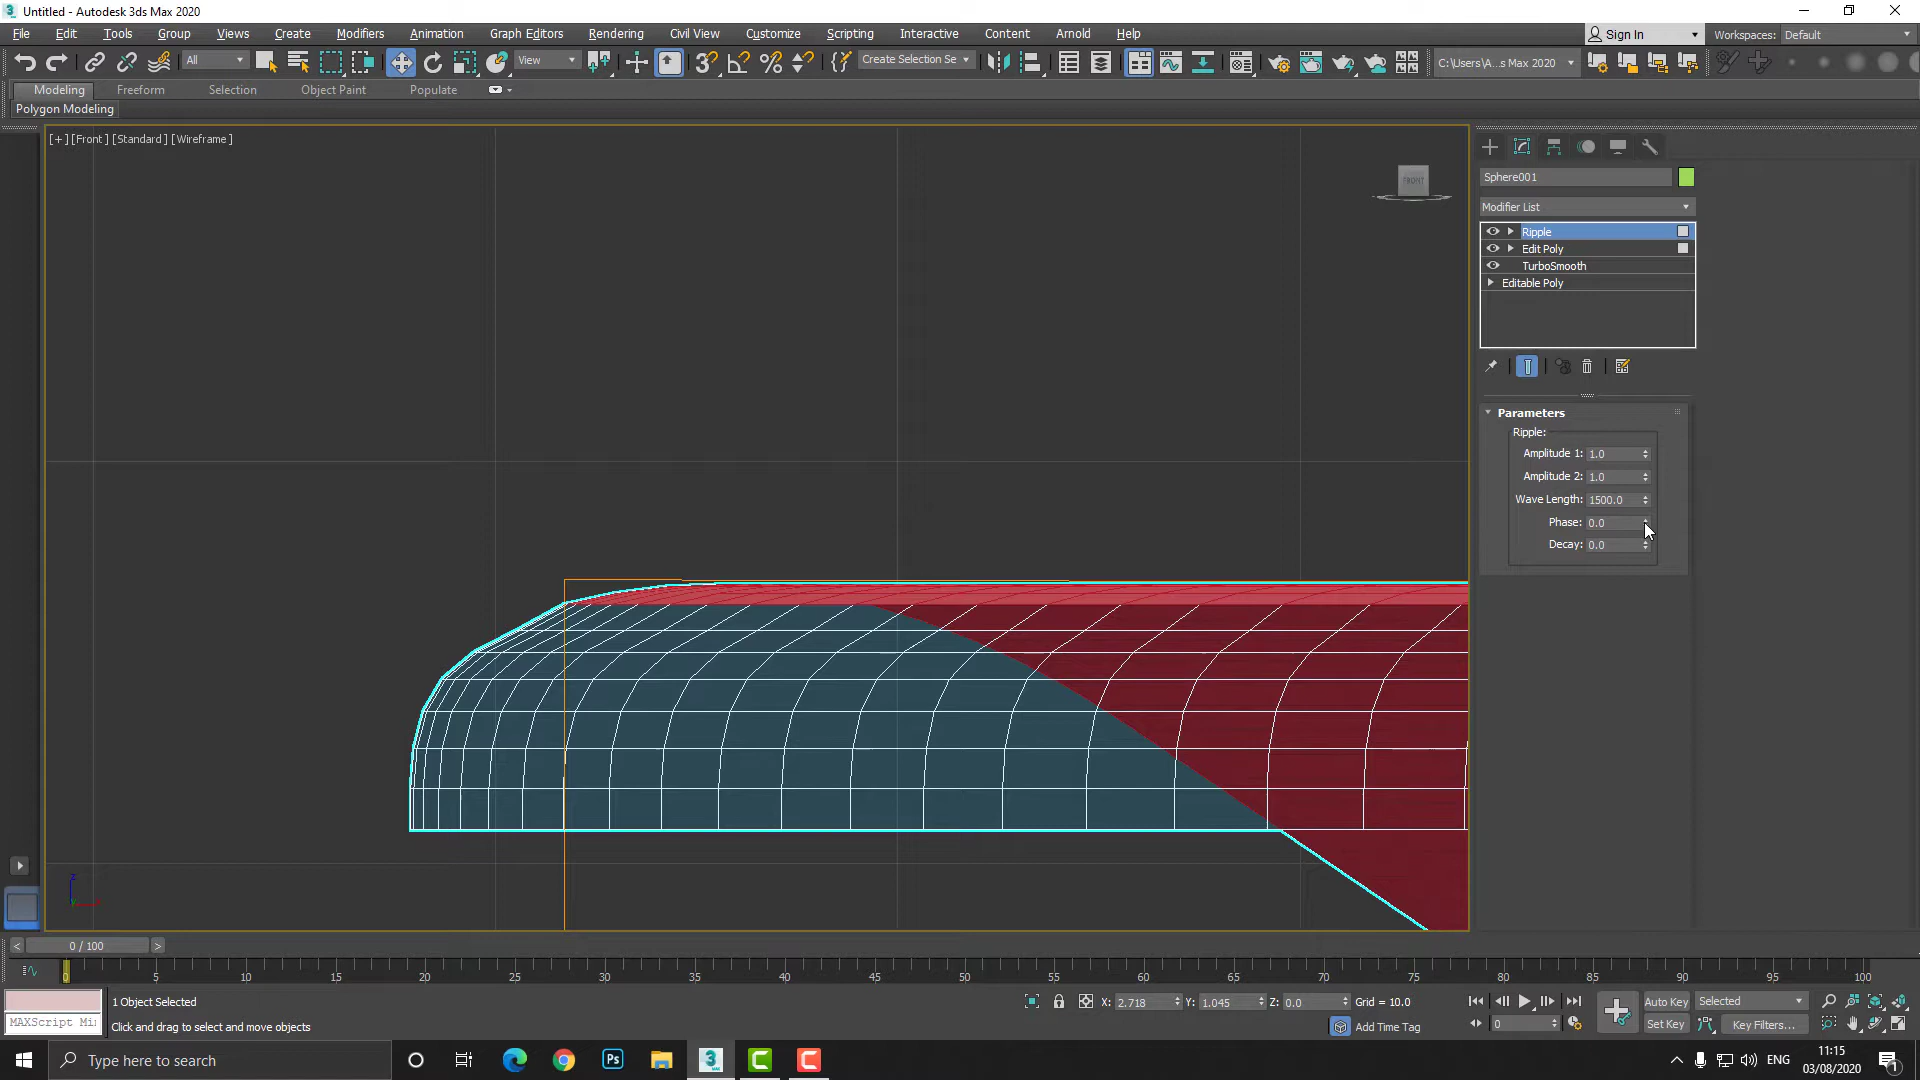 Untitled - Autodesk 3ds Max 2020
File Edit Tools Group Views Create Modifiers Animation Graph Editors Rendering Civil View Customize Scripting Interactive Content Arnold Help Sign In Workspaces: Default
All View Create Selection Se C:\Users\A...s Max 2020
Modeling Freeform Selection Object Paint Populate
Polygon Modeling
[+] [Front] [Standard] [Wireframe]
FRONT
Sphere001
Modifier List
Ripple
Edit Poly
TurboSmooth
Editable Poly
Parameters
Ripple:
Amplitude 1: 1.0
Amplitude 2: 1.0
Wave Length: 1500.0
Phase: 0.0
Decay: 0.0
z
x
0 / 100
0 5 10 15 20 25 30 35 40 45 50 55 60 65 70 75 80 85 90 95 100
1 Object Selected X: 2.718 Y: 1.045 Z: 0.0 Grid = 10.0 Auto Key Selected
MAXScript Mi Click and drag to select and move objects Add Time Tag 0 Set Key Key Filters...
Type here to search Ps ENG 11:15
03/08/2020 1